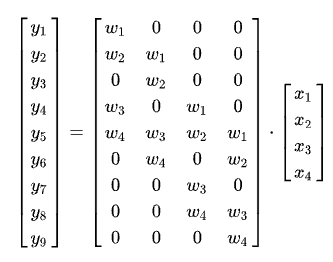 y₁ w₁ 0 0 0
y₂ w₂ w₁ 0 0
y₃ 0 w₂ 0 0 x₁
y₄ w₃ 0 w₁ 0 x₂
y₅ = w₄ w₃ w₂ w₁ · x₃
y₆ 0 w₄ 0 w₂ x₄
y₇ 0 0 w₃ 0
y₈ 0 0 w₄ w₃
y₉ 0 0 0 w₄